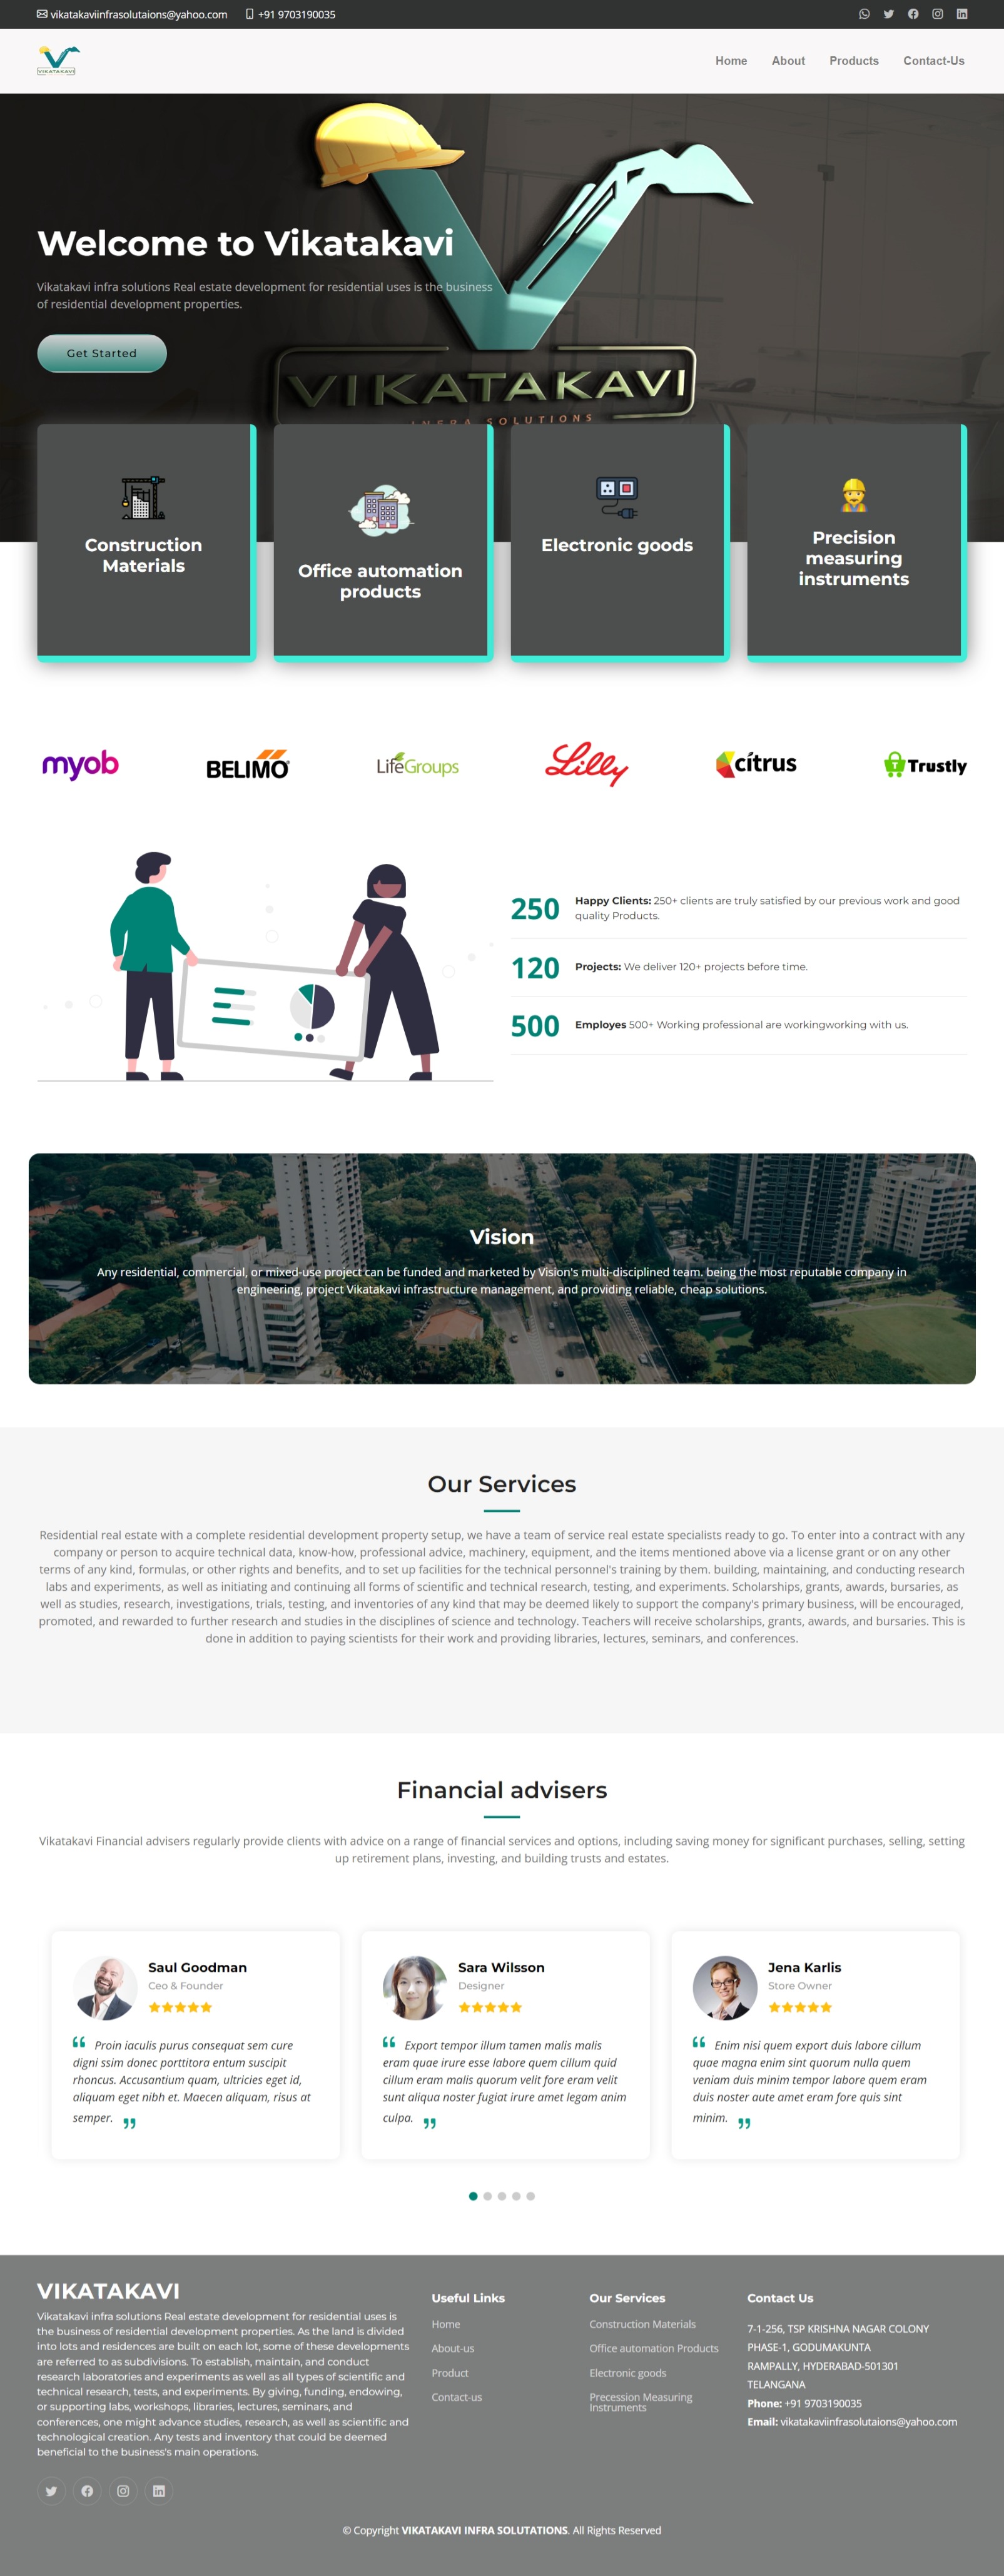 vikatakaviinfrasolutaions@yahoo.com +91 9703190035
VIKATAKAVI
Home About Products Contact-Us
Welcome to Vikatakavi
Vikatakavi infra solutions Real estate development for residential uses is the business
of residential development properties.
Get Started
VIKATAKAVI
INFRA SOLUTIONS
Construction
Materials
Office automation
products
Electronic goods
Precision
measuring
instruments
myob
BELIMO
LifeGroups
Lilly
citrus
Trustly
250
Happy Clients: 250+ clients are truly satisfied by our previous work and good
quality Products.
120
Projects: We deliver 120+ projects before time.
500
Employes 500+ Working professional are workingworking with us.
Vision
Any residential, commercial, or mixed-use project can be funded and marketed by Vision's multi-disciplined team. being the most reputable company in
engineering, project Vikatakavi infrastructure management, and providing reliable, cheap solutions.
Our Services
Residential real estate with a complete residential development property setup, we have a team of service real estate specialists ready to go. To enter into a contract with any
company or person to acquire technical data, know-how, professional advice, machinery, equipment, and the items mentioned above via a license grant or on any other
terms of any kind, formulas, or other rights and benefits, and to set up facilities for the technical personnel's training by them. building, maintaining, and conducting research
labs and experiments, as well as initiating and continuing all forms of scientific and technical research, testing, and experiments. Scholarships, grants, awards, bursaries, as
well as studies, research, investigations, trials, testing, and inventories of any kind that may be deemed likely to support the company's primary business, will be encouraged,
promoted, and rewarded to further research and studies in the disciplines of science and technology. Teachers will receive scholarships, grants, awards, and bursaries. This is
done in addition to paying scientists for their work and providing libraries, lectures, seminars, and conferences.
Financial advisers
Vikatakavi Financial advisers regularly provide clients with advice on a range of financial services and options, including saving money for significant purchases, selling, setting
up retirement plans, investing, and building trusts and estates.
Saul Goodman
Ceo & Founder
“ Proin iaculis purus consequat sem cure
digni ssim donec porttitora entum suscipit
rhoncus. Accusantium quam, ultricies eget id,
aliquam eget nibh et. Maecen aliquam, risus at
semper. ”
Sara Wilsson
Designer
“ Export tempor illum tamen malis malis
eram quae irure esse labore quem cillum quid
cillum eram malis quorum velit fore eram velit
sunt aliqua noster fugiat irure amet legam anim
culpa. ”
Jena Karlis
Store Owner
“ Enim nisi quem export duis labore cillum
quae magna enim sint quorum nulla quem
veniam duis minim tempor labore quem eram
duis noster aute amet eram fore quis sint
minim. ”
VIKATAKAVI
Vikatakavi infra solutions Real estate development for residential uses is
the business of residential development properties. As the land is divided
into lots and residences are built on each lot, some of these developments
are referred to as subdivisions. To establish, maintain, and conduct
research laboratories and experiments as well as all types of scientific and
technical research, tests, and experiments. By giving, funding, endowing,
or supporting labs, workshops, libraries, lectures, seminars, and
conferences, one might advance studies, research, as well as scientific and
technological creation. Any tests and inventory that could be deemed
beneficial to the business's main operations.
Useful Links
Home
About-us
Product
Contact-us
Our Services
Construction Materials
Office automation Products
Electronic goods
Precession Measuring
Instruments
Contact Us
7-1-256, TSP KRISHNA NAGAR COLONY
PHASE-1, GODUMAKUNTA
RAMPALLY, HYDERABAD-501301
TELANGANA
Phone: +91 9703190035
Email: vikatakaviinfrasolutaions@yahoo.com
© Copyright VIKATAKAVI INFRA SOLUTATIONS. All Rights Reserved